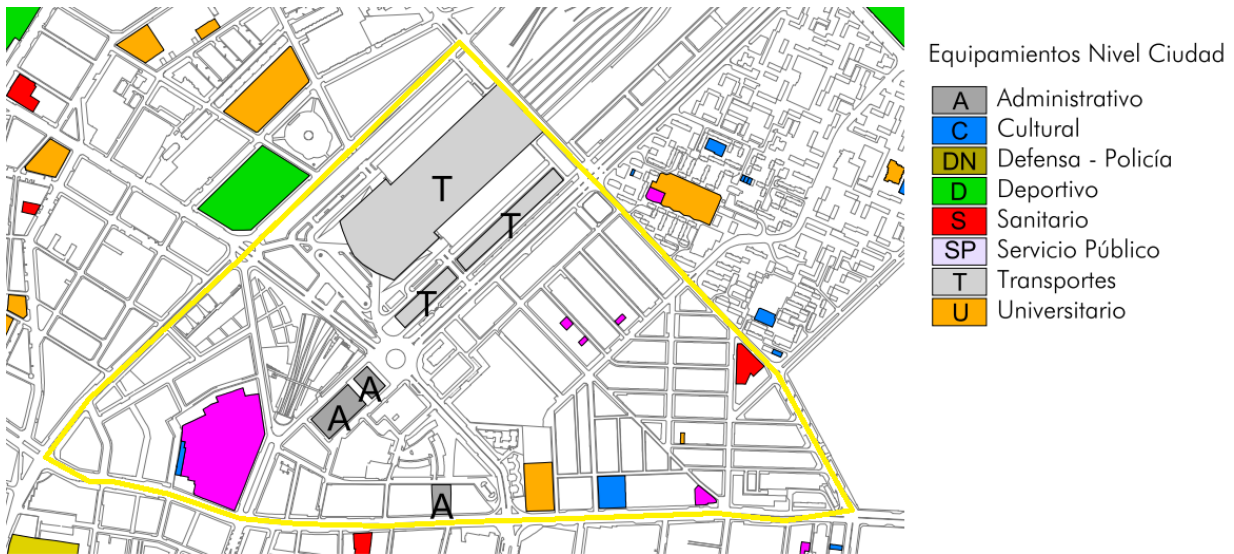 Equipamientos Nivel Ciudad
A Administrativo
C Cultural
DN Defensa - Policía
D Deportivo
S Sanitario
SP Servicio Público
T Transportes
U Universitario
T
T
T
A
A
A